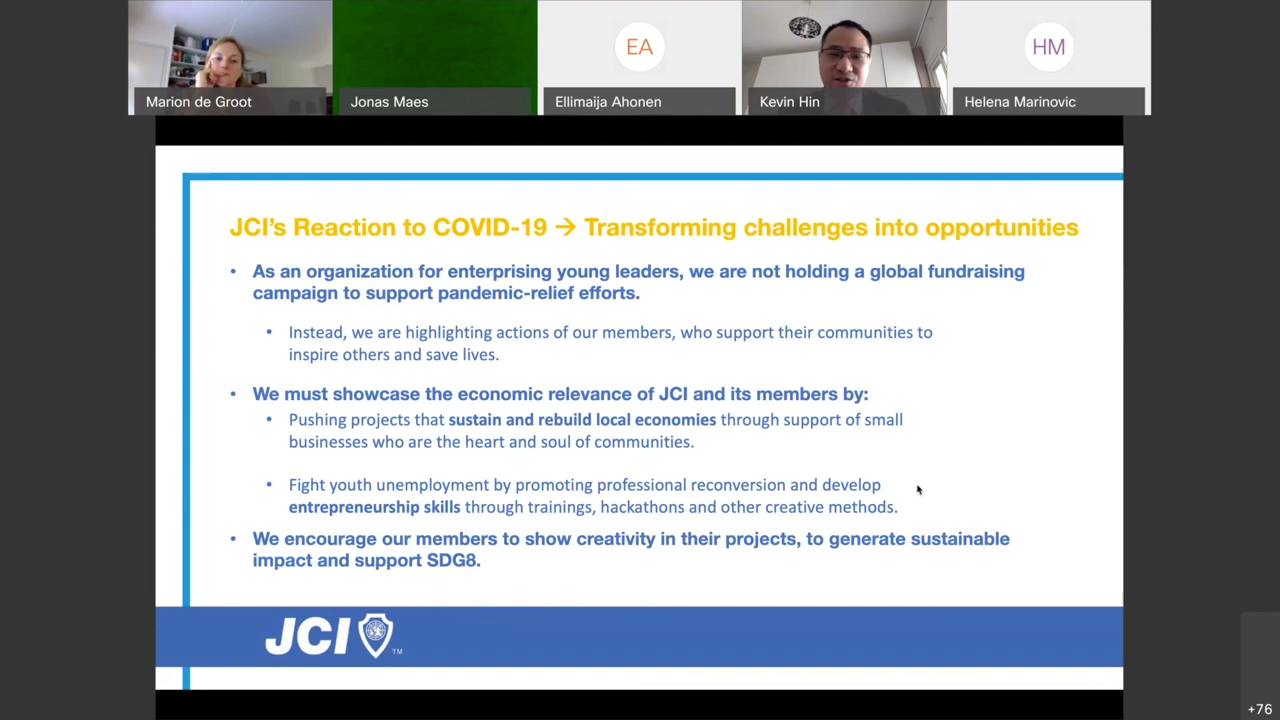 EA
HM
Marion de Groot
Jonas Maes
Ellimaija Ahonen
Kevin Hin
Helena Marinovic
JCI's Reaction to COVID-19 → Transforming challenges into opportunities
• As an organization for enterprising young leaders, we are not holding a global fundraising
campaign to support pandemic-relief efforts.
• Instead, we are highlighting actions of our members, who support their communities to
inspire others and save lives.
• We must showcase the economic relevance of JCI and its members by:
• Pushing projects that sustain and rebuild local economies through support of small
businesses who are the heart and soul of communities.
• Fight youth unemployment by promoting professional reconversion and develop
entrepreneurship skills through trainings, hackathons and other creative methods.
• We encourage our members to show creativity in their projects, to generate sustainable
impact and support SDG8.
JCI
TM
+76